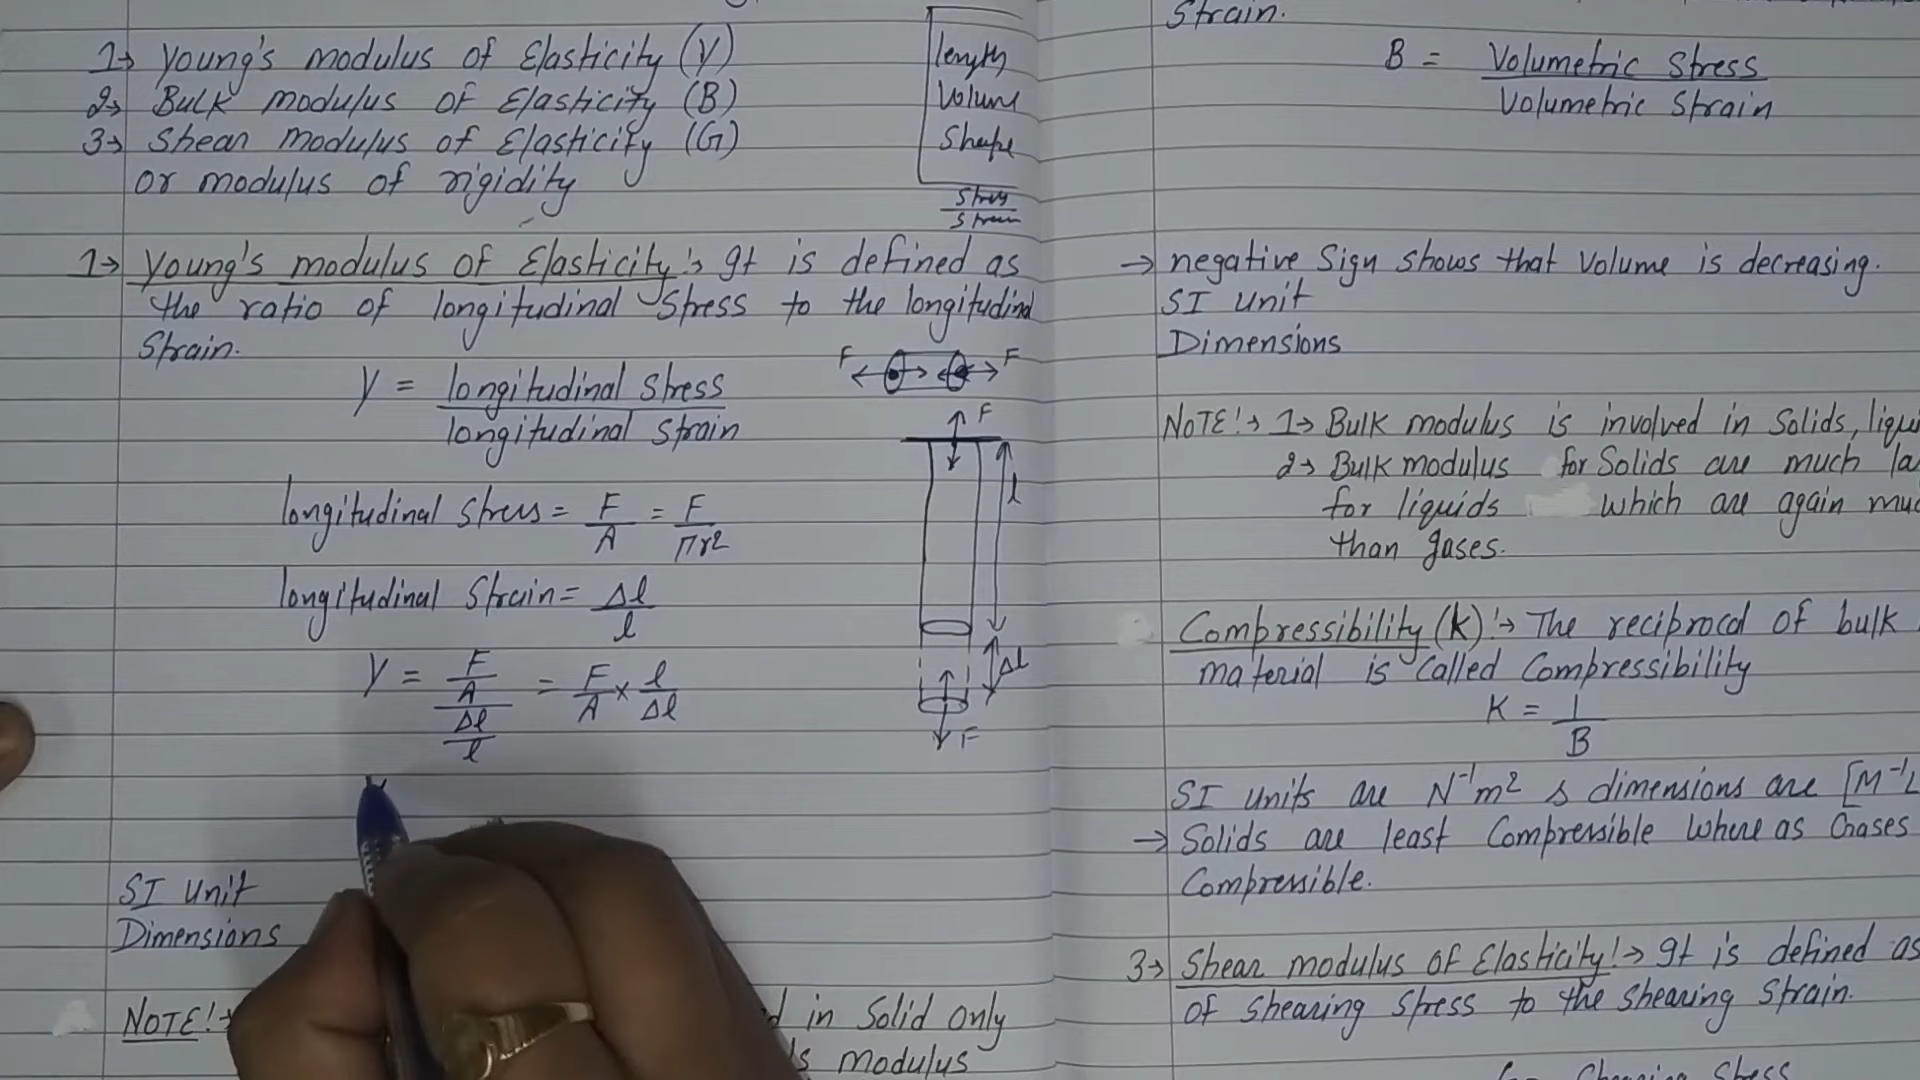 1→ Young's modulus of Elasticity (Y)
2→ Bulk modulus of Elasticity (B)
3→ Shear modulus of Elasticity (G)
or modulus of rigidity
length
Volume
Shape
Stress
Strain
1→ Young's modulus of Elasticity:→ It is defined as
the ratio of longitudinal Stress to the longitudinal
Strain.
Y = longitudinal Stress
longitudinal Strain
F F
F
longitudinal Stress = F/A = F/πr2
l
longitudinal Strain = Δl/l
Y = F/A / Δl/l = F/A × l/Δl
Δl
F
SI Unit
Dimensions
NOTE!→ in Solid Only
modulus
Strain.
B = Volumetric Stress
Volumetric Strain
→ negative Sign shows that Volume is decreasing.
SI Unit
Dimensions
NOTE!→ 1→ Bulk modulus is involved in Solids,
2→ Bulk modulus for Solids are much
for liquids which are again
than gases.
Compressibility (K)!→ The reciprocal of bulk
material is called Compressibility
K = 1/B
SI units are N⁻¹m² & dimensions are [M⁻¹L
→ Solids are least Compressible where as Gases
Compressible.
3→ Shear modulus of Elasticity!→ It is defined as
of Shearing Stress to the Shearing Strain.
Stress